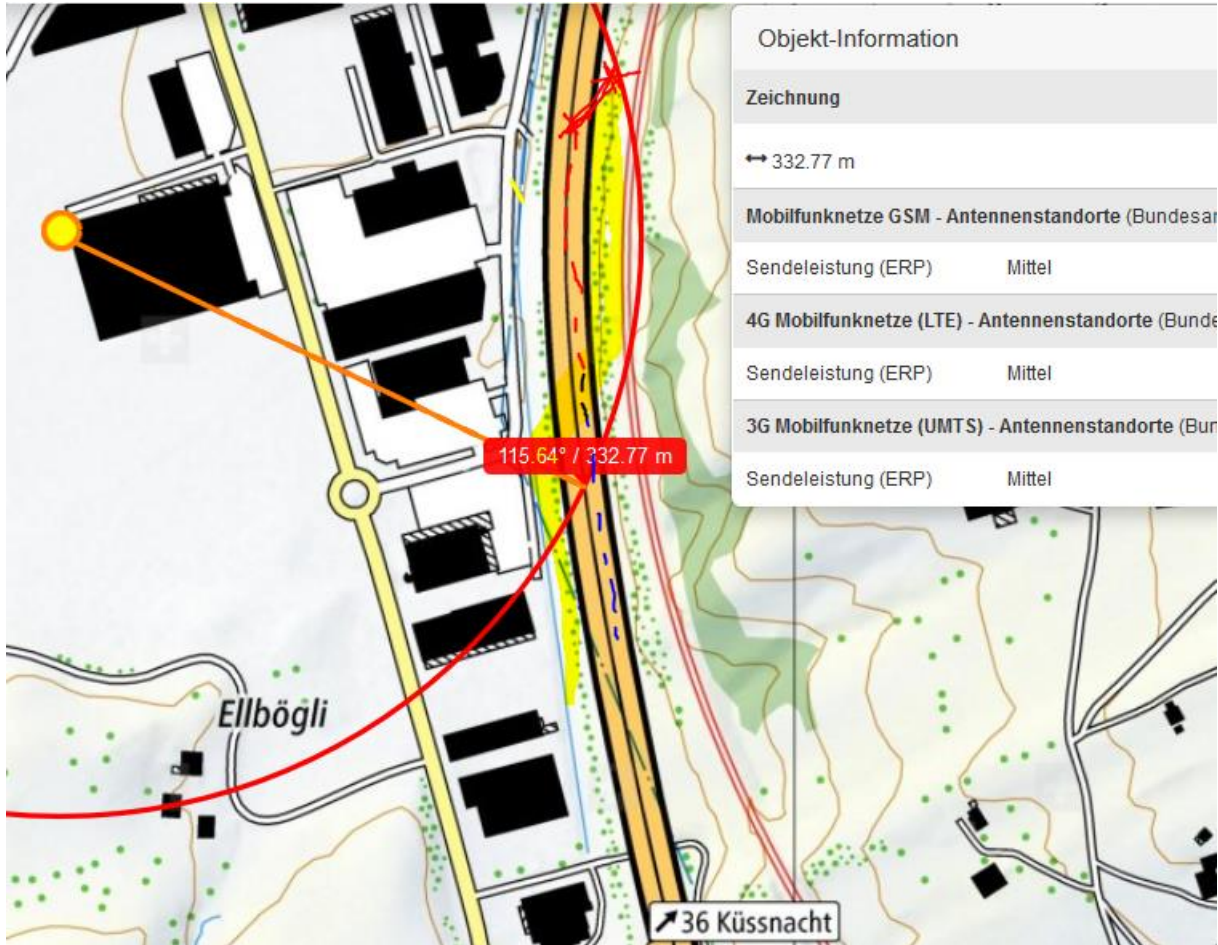 Objekt-Information
Zeichnung
↔ 332.77 m
Mobilfunknetze GSM - Antennenstandorte (Bundesar
Sendeleistung (ERP) Mittel
4G Mobilfunknetze (LTE) - Antennenstandorte (Bunde
Sendeleistung (ERP) Mittel
3G Mobilfunknetze (UMTS) - Antennenstandorte (Bun
Sendeleistung (ERP) Mittel
115.64° / 332.77 m
Ellbögli
↗ 36 Küssnacht